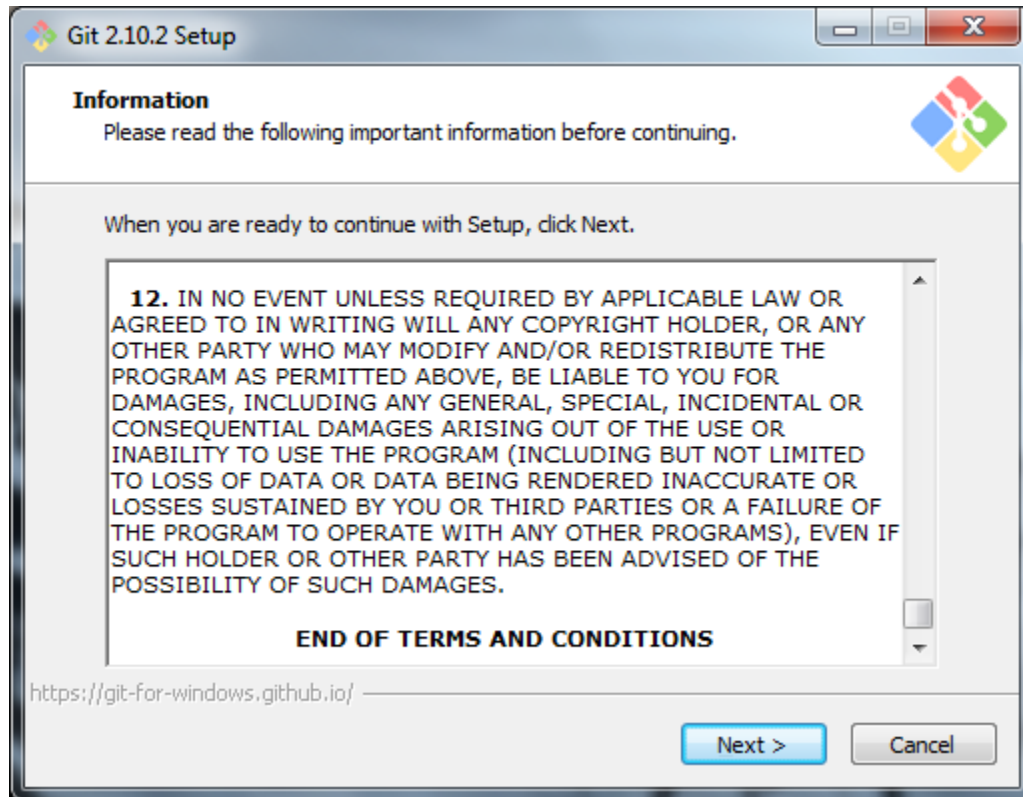 Git 2.10.2 Setup
Information
Please read the following important information before continuing.
When you are ready to continue with Setup, click Next.
12. IN NO EVENT UNLESS REQUIRED BY APPLICABLE LAW OR
AGREED TO IN WRITING WILL ANY COPYRIGHT HOLDER, OR ANY
OTHER PARTY WHO MAY MODIFY AND/OR REDISTRIBUTE THE
PROGRAM AS PERMITTED ABOVE, BE LIABLE TO YOU FOR
DAMAGES, INCLUDING ANY GENERAL, SPECIAL, INCIDENTAL OR
CONSEQUENTIAL DAMAGES ARISING OUT OF THE USE OR
INABILITY TO USE THE PROGRAM (INCLUDING BUT NOT LIMITED
TO LOSS OF DATA OR DATA BEING RENDERED INACCURATE OR
LOSSES SUSTAINED BY YOU OR THIRD PARTIES OR A FAILURE OF
THE PROGRAM TO OPERATE WITH ANY OTHER PROGRAMS), EVEN IF
SUCH HOLDER OR OTHER PARTY HAS BEEN ADVISED OF THE
POSSIBILITY OF SUCH DAMAGES.
END OF TERMS AND CONDITIONS
https://git-for-windows.github.io/
Next >
Cancel